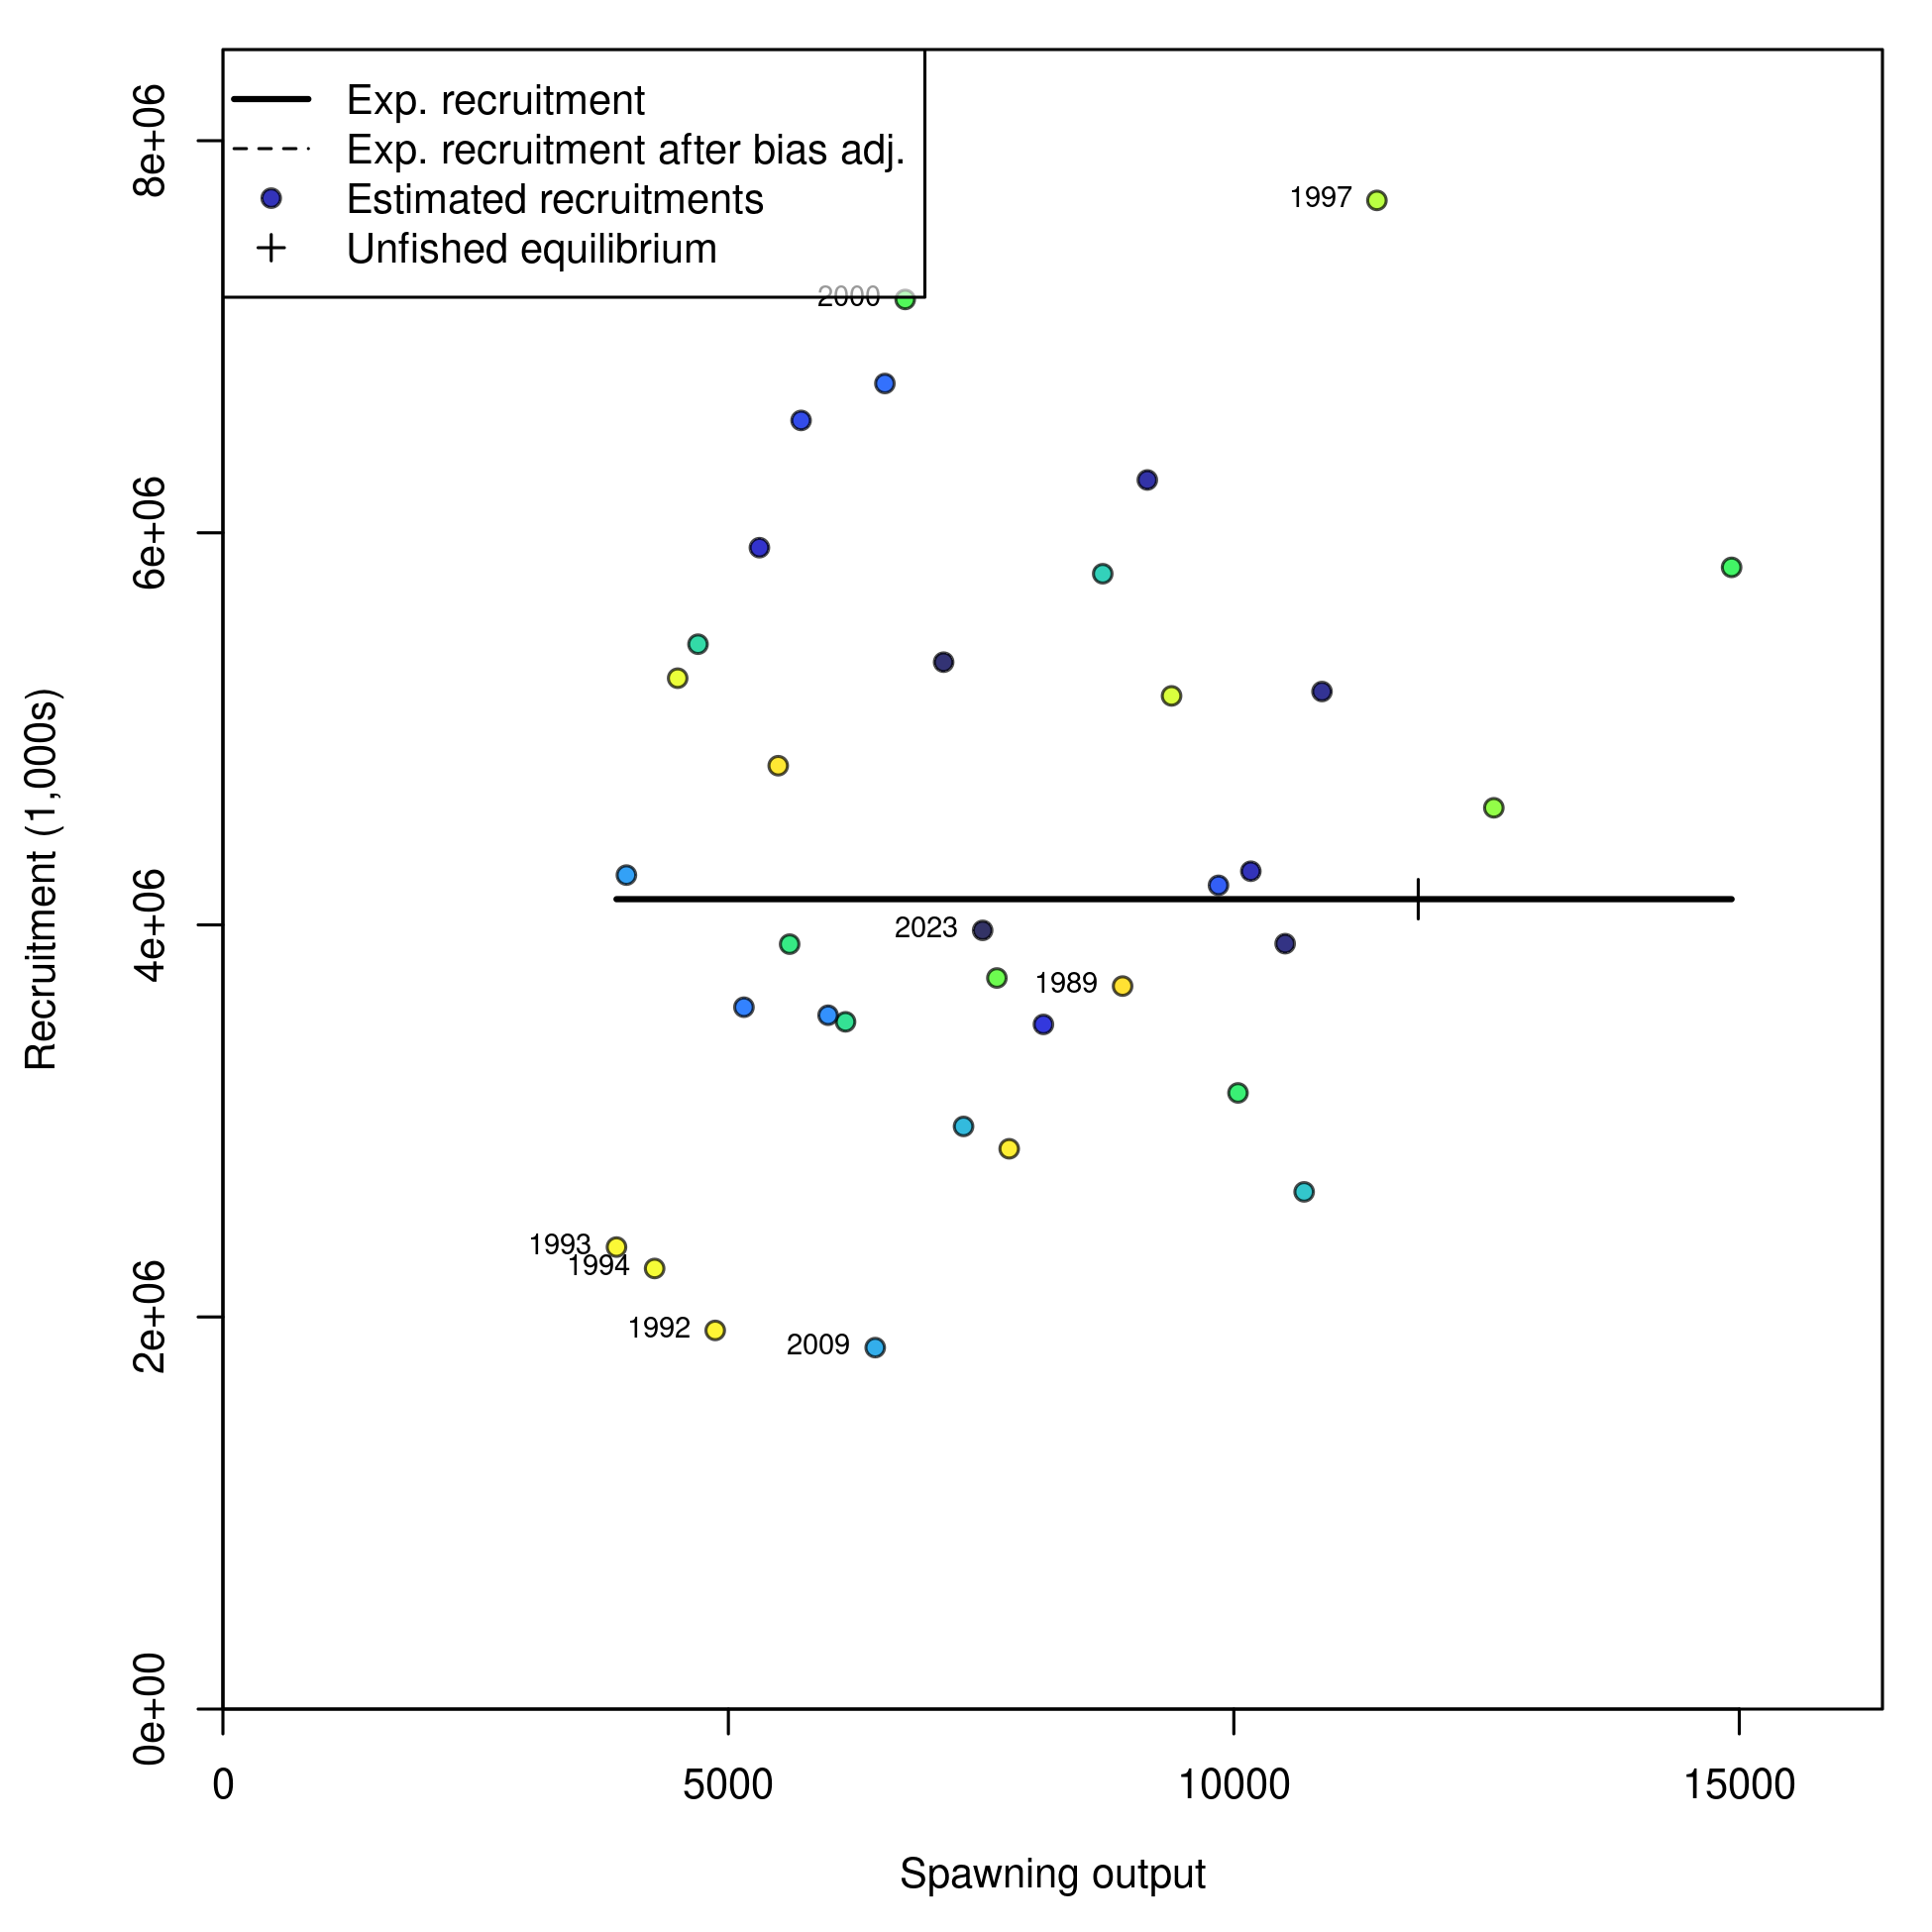 Exp. recruitment
Exp. recruitment after bias adj.
Estimated recruitments
Unfished equilibrium
8e+06
6e+06
4e+06
2e+06
0e+00
Recruitment (1,000s)
1997
2000
2023
1989
1993
1994
1992
2009
0
5000
10000
15000
Spawning output